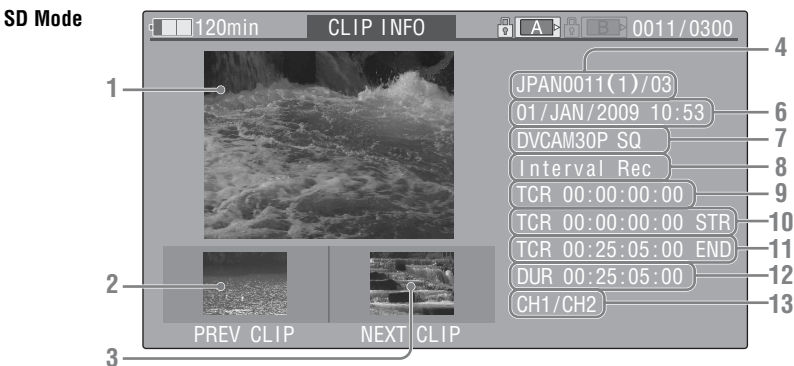 SD Mode
120min CLIP INFO A B 0011/0300
4
1
JPAN0011(1)/03
01/JAN/2009 10:53 6
DVCAM30P SQ 7
Interval Rec 8
TCR 00:00:00:00 9
TCR 00:00:00:00 STR 10
TCR 00:25:05:00 END 11
2
DUR 00:25:05:00 12
CH1/CH2 13
PREV CLIP NEXT CLIP
3